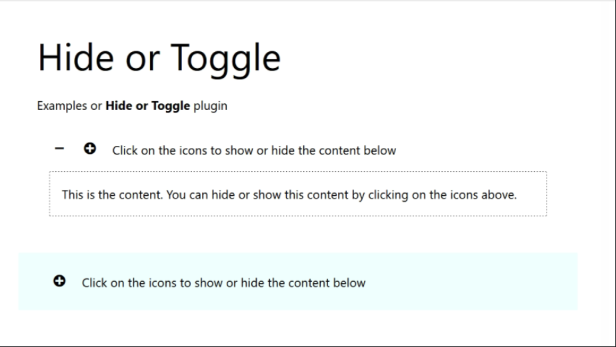 Hide or Toggle
Examples or Hide or Toggle plugin
Click on the icons to show or hide the content below
This is the content. You can hide or show this content by clicking on the icons above.
Click on the icons to show or hide the content below